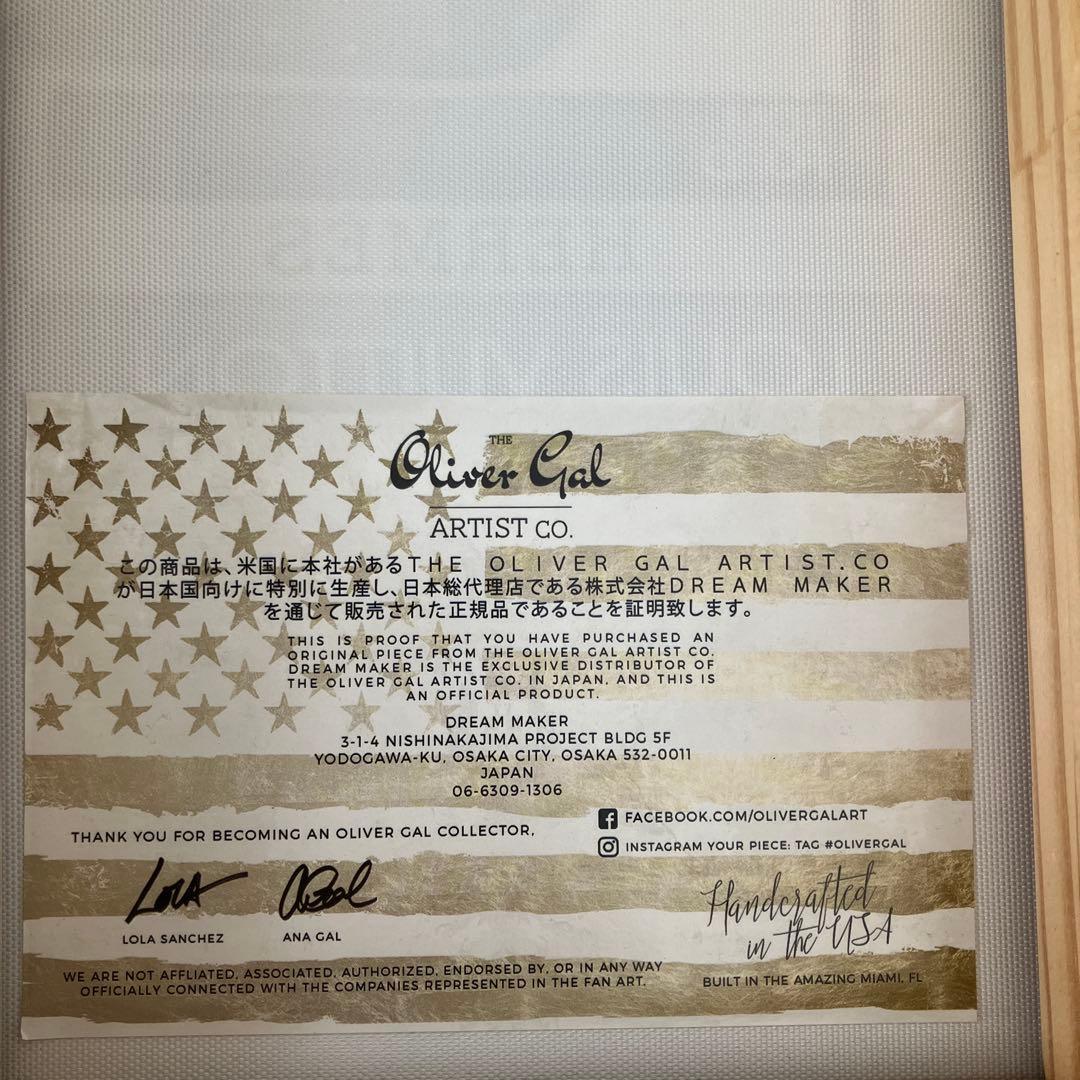 THE
Oliver Gal
ARTIST CO.
この商品は、米国に本社があるTHE OLIVER GAL ARTIST.CO
が日本国向けに特別に生産し、日本総代理店である株式会社DREAM MAKER
を通じて販売された正規品であることを証明致します。
THIS IS PROOF THAT YOU HAVE PURCHASED AN
ORIGINAL PIECE FROM THE OLIVER GAL ARTIST CO.
DREAM MAKER IS THE EXCLUSIVE DISTRIBUTOR OF
THE OLIVER GAL ARTIST CO. IN JAPAN, AND THIS IS
AN OFFICIAL PRODUCT.
DREAM MAKER
3-1-4 NISHINAKAJIMA PROJECT BLDG 5F
YODOGAWA-KU, OSAKA CITY, OSAKA 532-0011
JAPAN
06-6309-1306
FACEBOOK.COM/OLIVERGALART
INSTAGRAM YOUR PIECE: TAG #OLIVERGAL
THANK YOU FOR BECOMING AN OLIVER GAL COLLECTOR,
LOLA
LOLA SANCHEZ
ANA GAL
Handcrafted
in the USA
BUILT IN THE AMAZING MIAMI, FL
WE ARE NOT AFFLIATED, ASSOCIATED, AUTHORIZED, ENDORSED BY, OR IN ANY WAY
OFFICIALLY CONNECTED WITH THE COMPANIES REPRESENTED IN THE FAN ART.